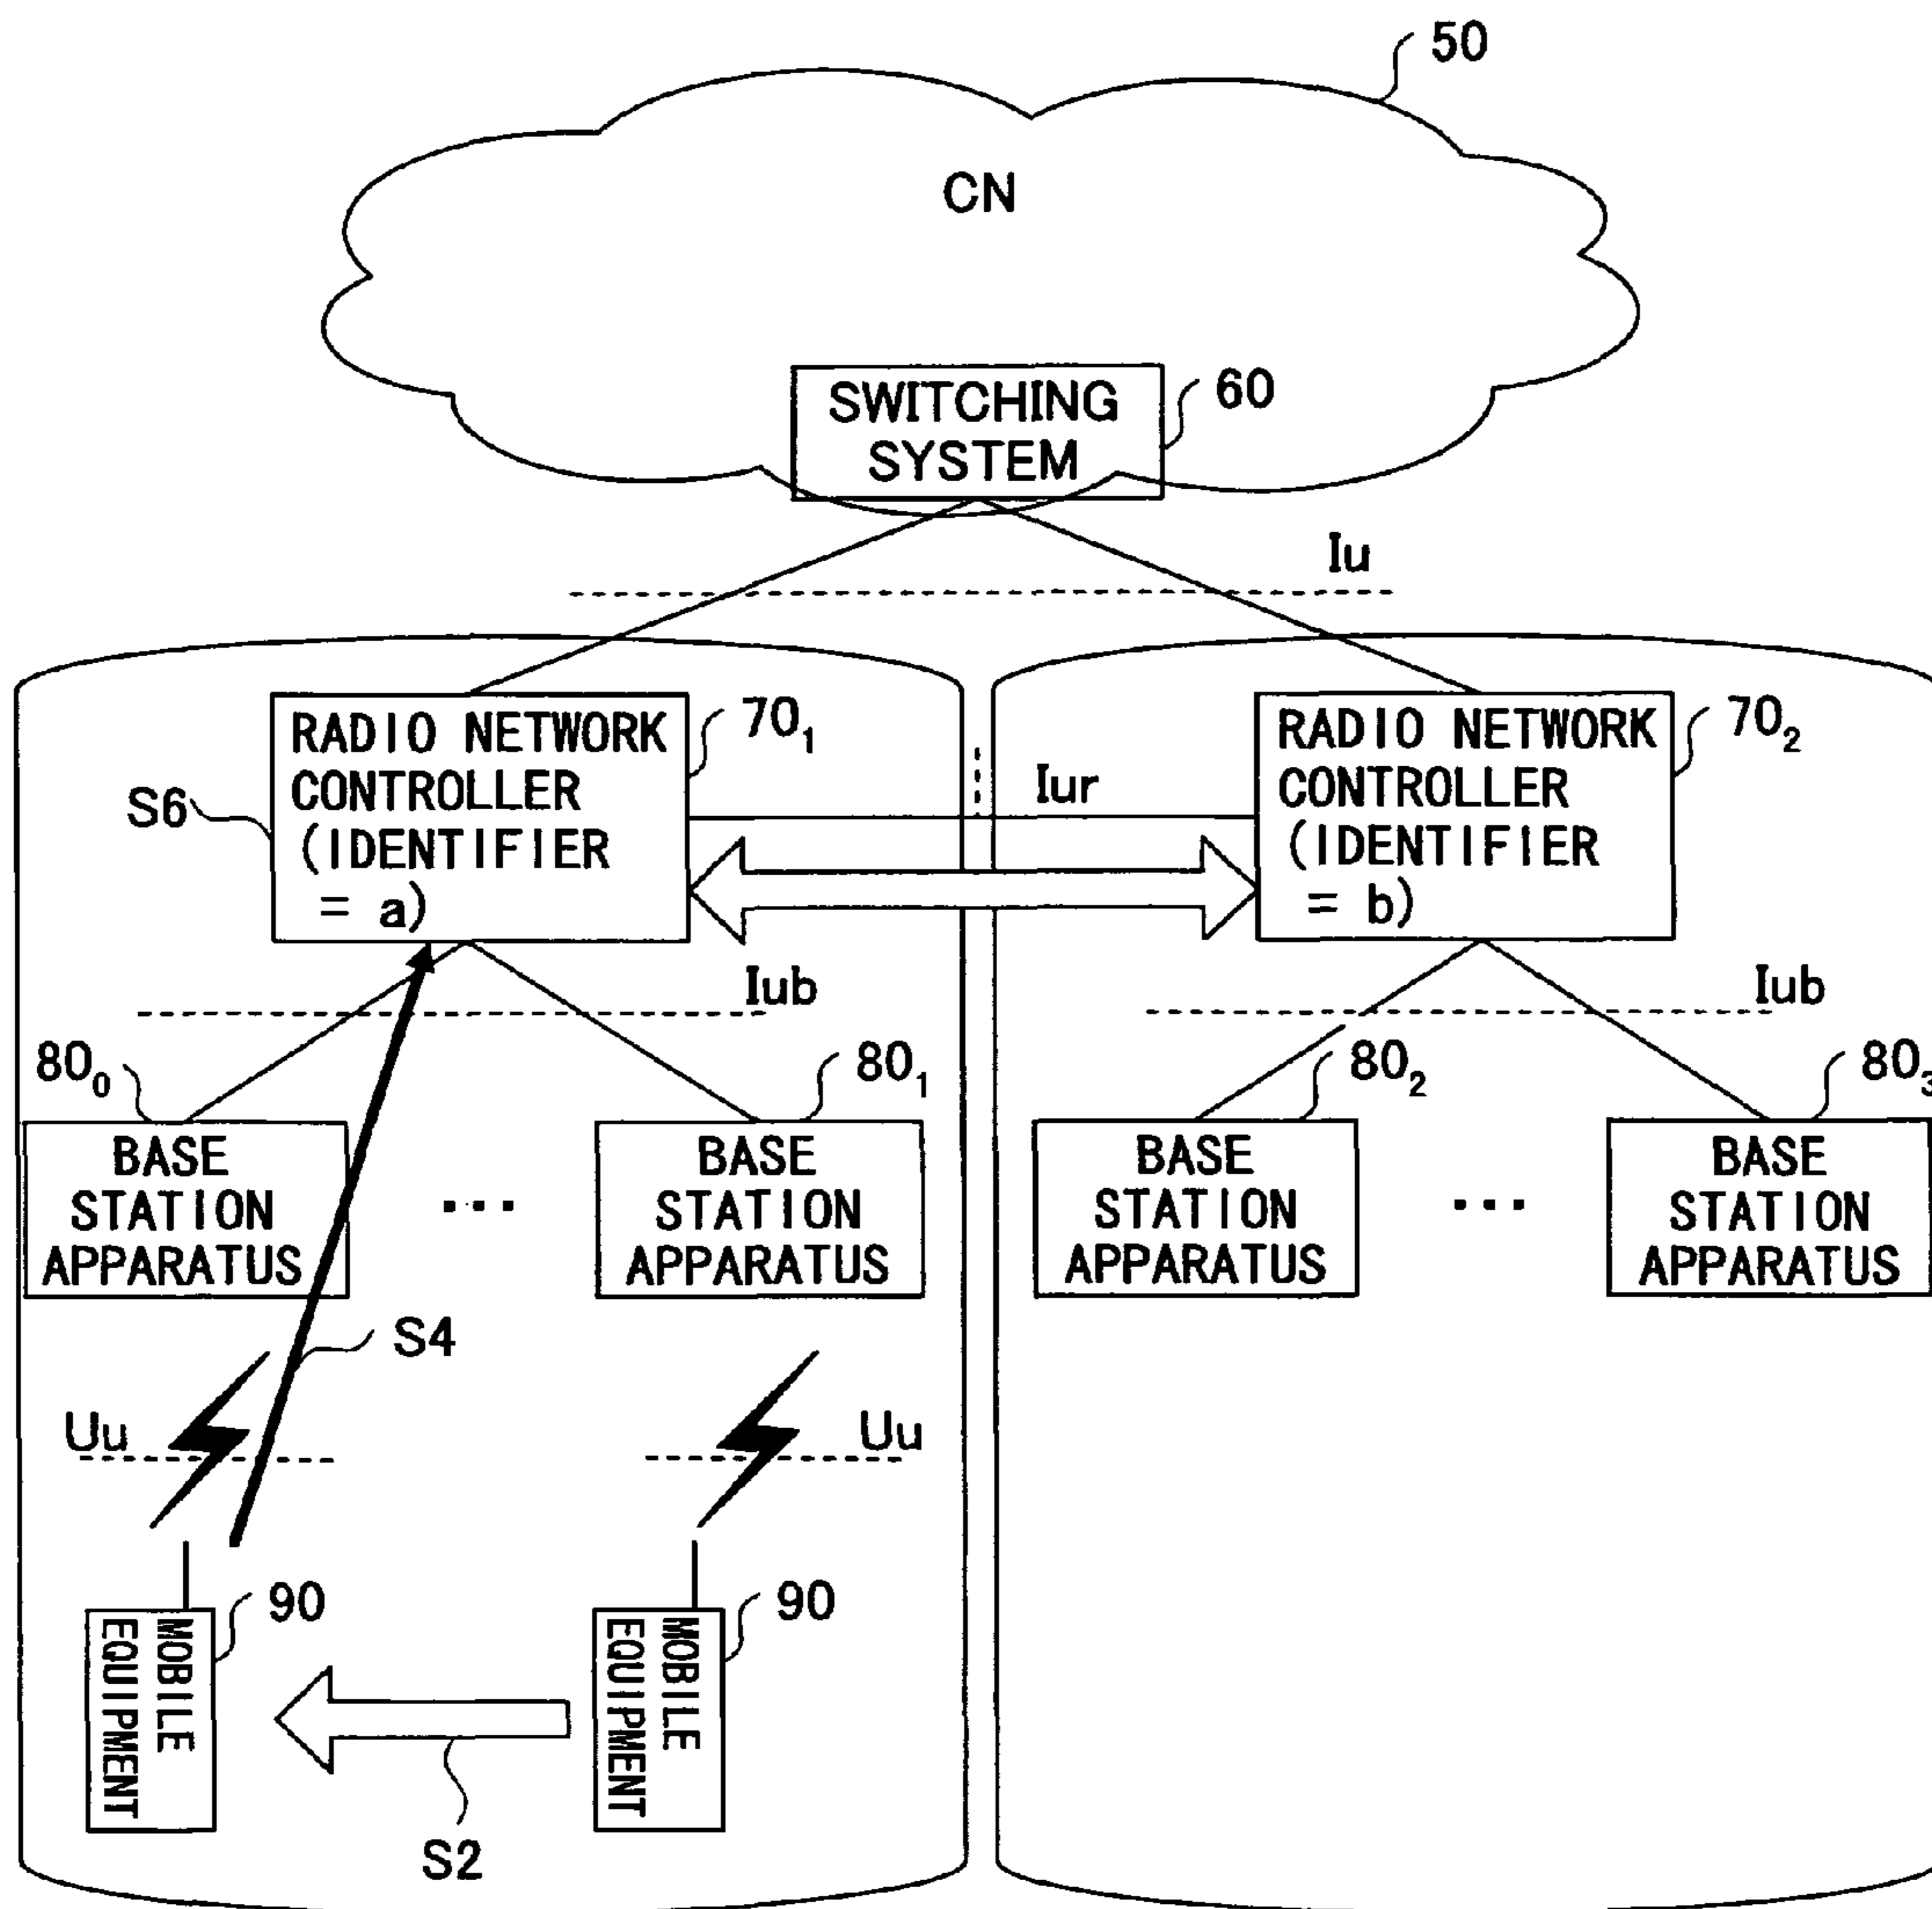 50
CN
SWITCHING
SYSTEM
60
Iu
RADIO NETWORK
CONTROLLER
(IDENTIFIER
= a)
70₁
S6
Iur
RADIO NETWORK
CONTROLLER
(IDENTIFIER
= b)
70₂
Iub
Iub
80₀
80₁
80₂
80₃
BASE
STATION
APPARATUS
...
BASE
STATION
APPARATUS
BASE
STATION
APPARATUS
...
BASE
STATION
APPARATUS
S4
Uu
Uu
90
90
MOBILE
EQUIPMENT
MOBILE
EQUIPMENT
S2